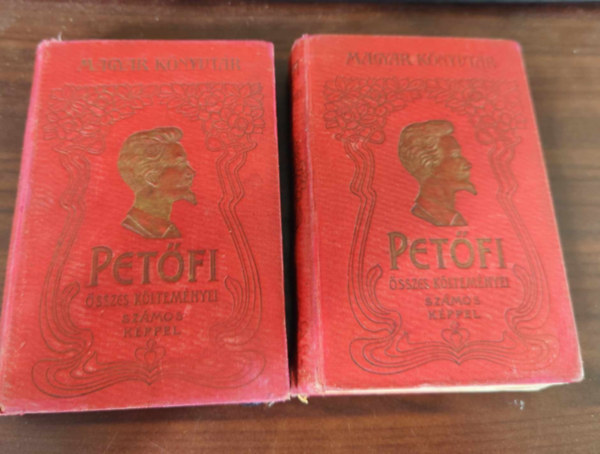 MAGYAR KÖNYVTÁR
PETŐFI
ÖSSZES KÖLTEMÉNYEI
SZÁMOS
KÉPPEL
MAGYAR KÖNYVTÁR
PETŐFI
ÖSSZES KÖLTEMÉNYEI
SZÁMOS
KÉPPEL